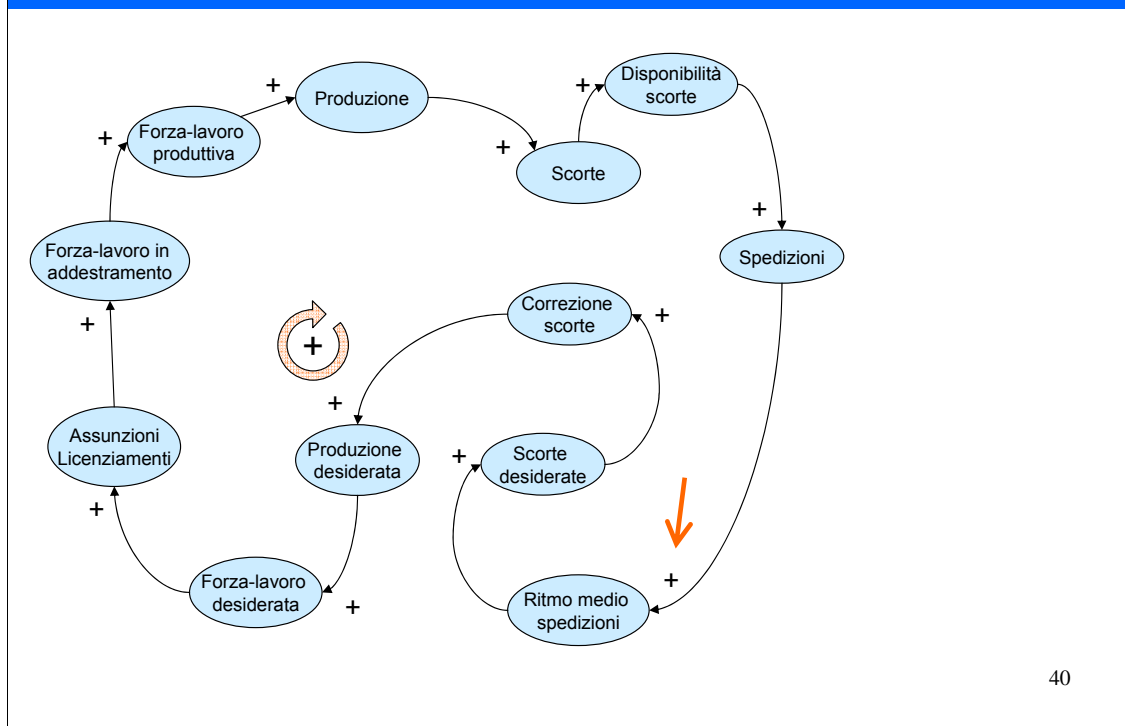 +
Produzione
+
Disponibilità
scorte
+
Forza-lavoro
produttiva
+
Scorte
+
Spedizioni
Forza-lavoro in
addestramento
+
Correzione
scorte
+
+
+
Assunzioni
Licenziamenti
Produzione
desiderata
+
Scorte
desiderate
+
+
Forza-lavoro
desiderata
+
Ritmo medio
spedizioni
+
40